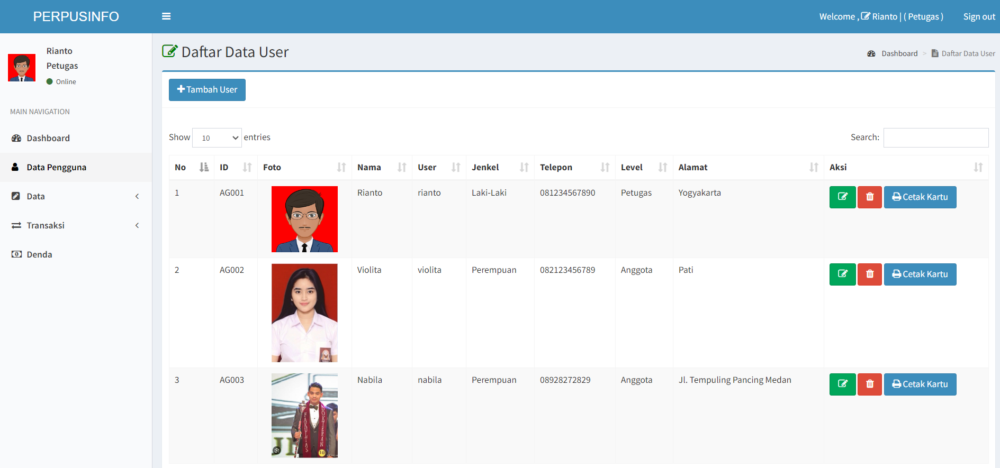 PERPUSINFO
Welcome , Rianto | ( Petugas )
Sign out
Rianto
Petugas
Online
MAIN NAVIGATION
Dashboard
Data Pengguna
Data
Transaksi
Denda
Daftar Data User
Dashboard > Daftar Data User
Tambah User
Show 10 entries
Search:
No ID Foto Nama User Jenkel Telepon Level Alamat Aksi
1 AG001 Rianto rianto Laki-Laki 081234567890 Petugas Yogyakarta Cetak Kartu
2 AG002 Violita violita Perempuan 082123456789 Anggota Pati Cetak Kartu
3 AG003 Nabila nabila Perempuan 08928272829 Anggota Jl. Tempuling Pancing Medan Cetak Kartu
FAKULTAS
DOKTERAN
10